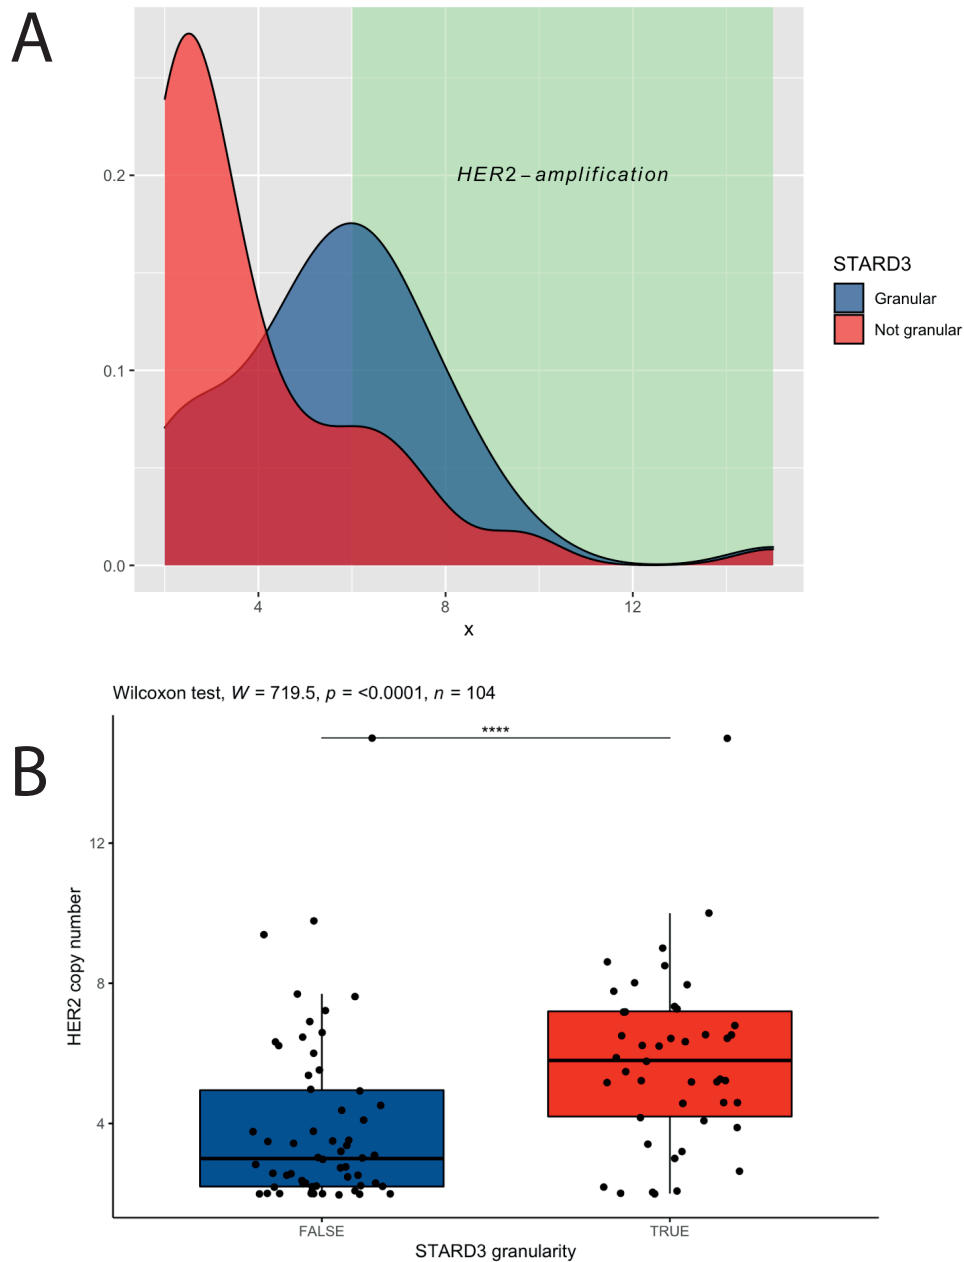 A
HER2 – amplification
0.2
0.1
0.0
4
8
12
x
STARD3
Granular
Not granular
Wilcoxon test, W = 719.5, p = <0.0001, n = 104
B
****
12
8
4
HER2 copy number
FALSE
TRUE
STARD3 granularity